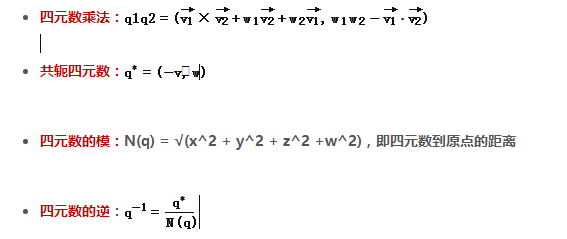 四元数乘法：q1q2 = (v1 × v2 + w1v2 + w2v1, w1w2 − v1 · v2)
共轭四元数：q* = (−v, w)
四元数的模：N(q) = √(x^2 + y^2 + z^2 +w^2)，即四元数到原点的距离
四元数的逆：q⁻¹ = q* / N(q)